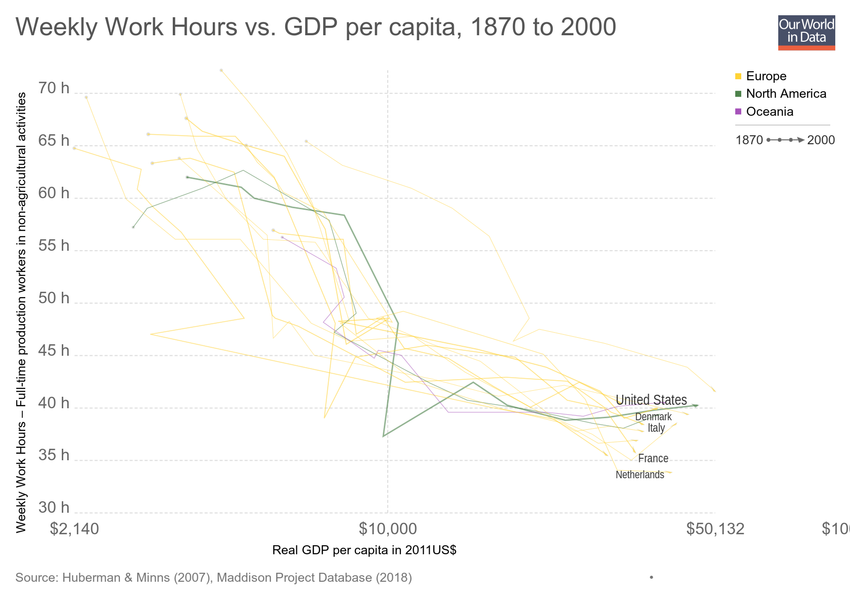 Weekly Work Hours vs. GDP per capita, 1870 to 2000
Our World
in Data
Europe
North America
Oceania
1870 2000
Weekly Work Hours – Full-time production workers in non-agricultural activities
70 h
65 h
60 h
55 h
50 h
45 h
40 h
35 h
30 h
United States
Denmark
Italy
France
Netherlands
$2,140 $10,000 $50,132 $100
Real GDP per capita in 2011US$
Source: Huberman & Minns (2007), Maddison Project Database (2018)